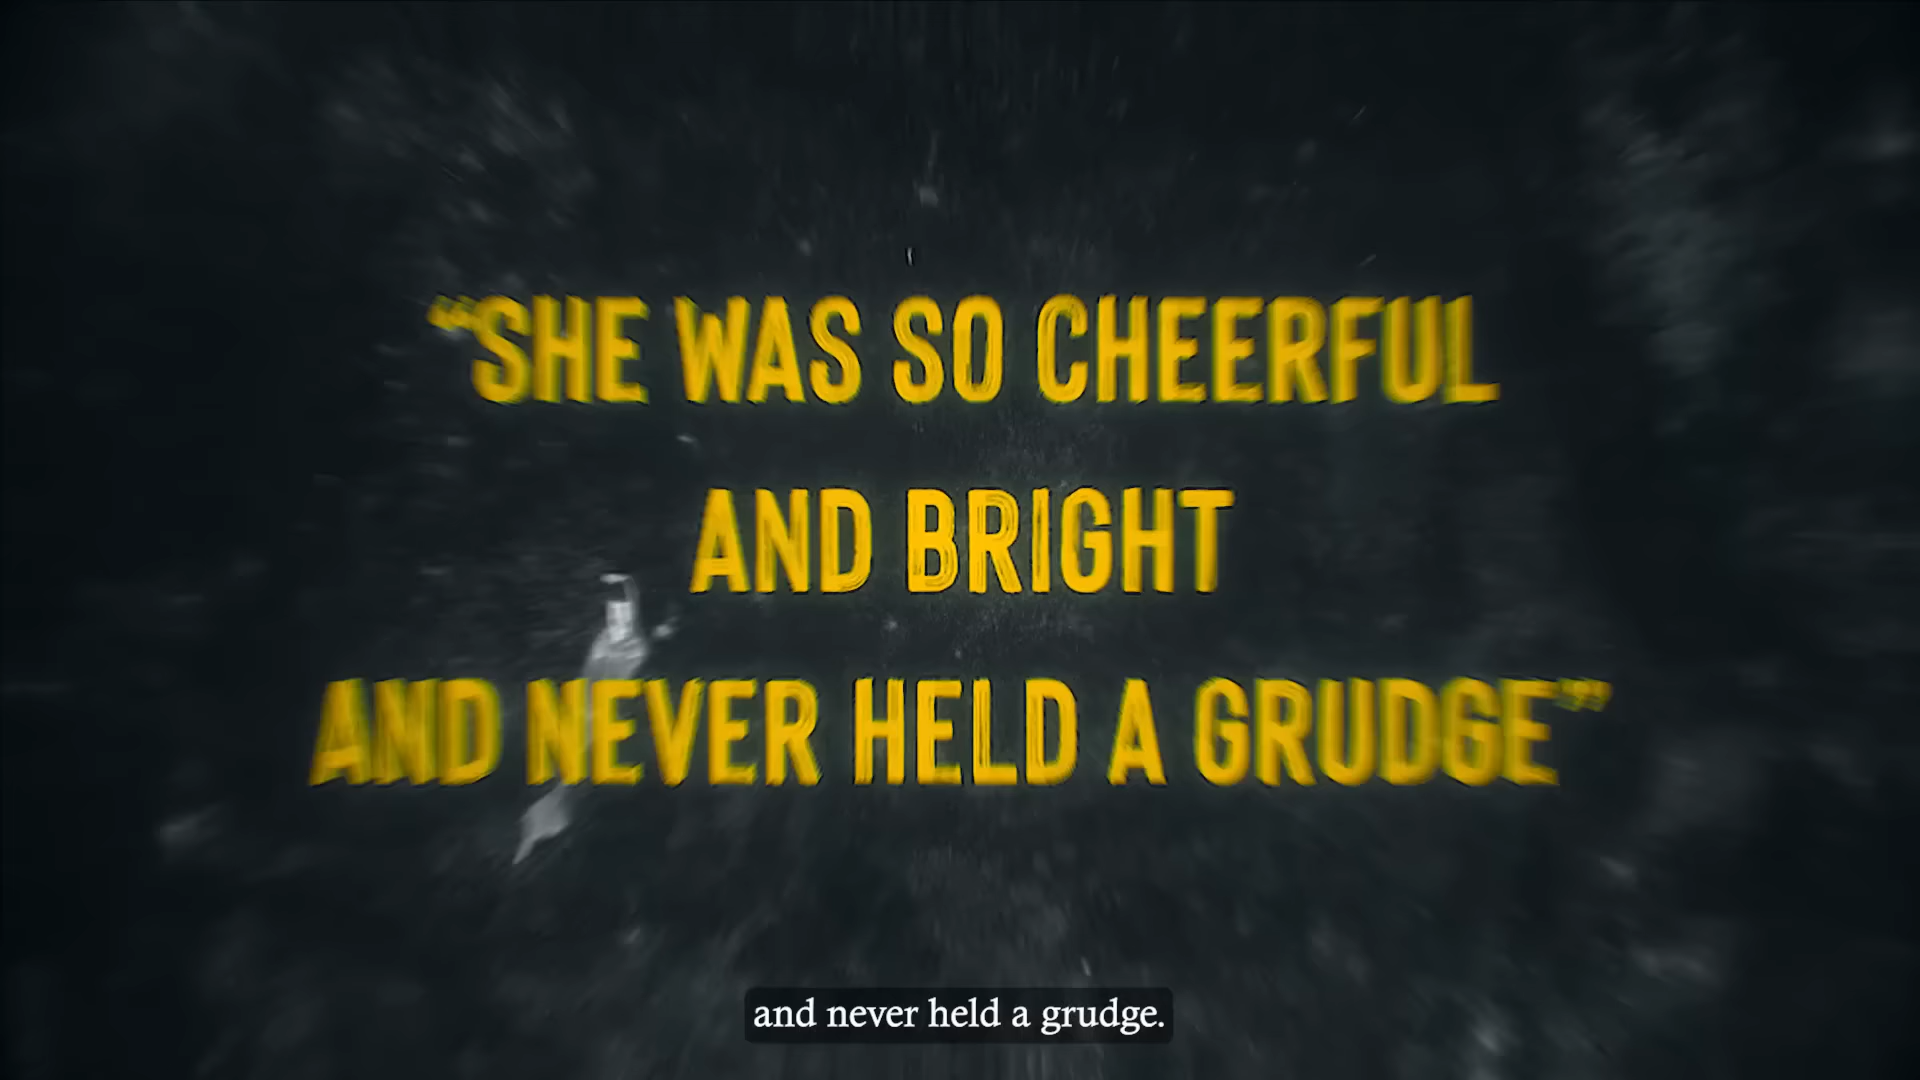 “SHE WAS SO CHEERFUL
AND BRIGHT
AND NEVER HELD A GRUDGE”
and never held a grudge.